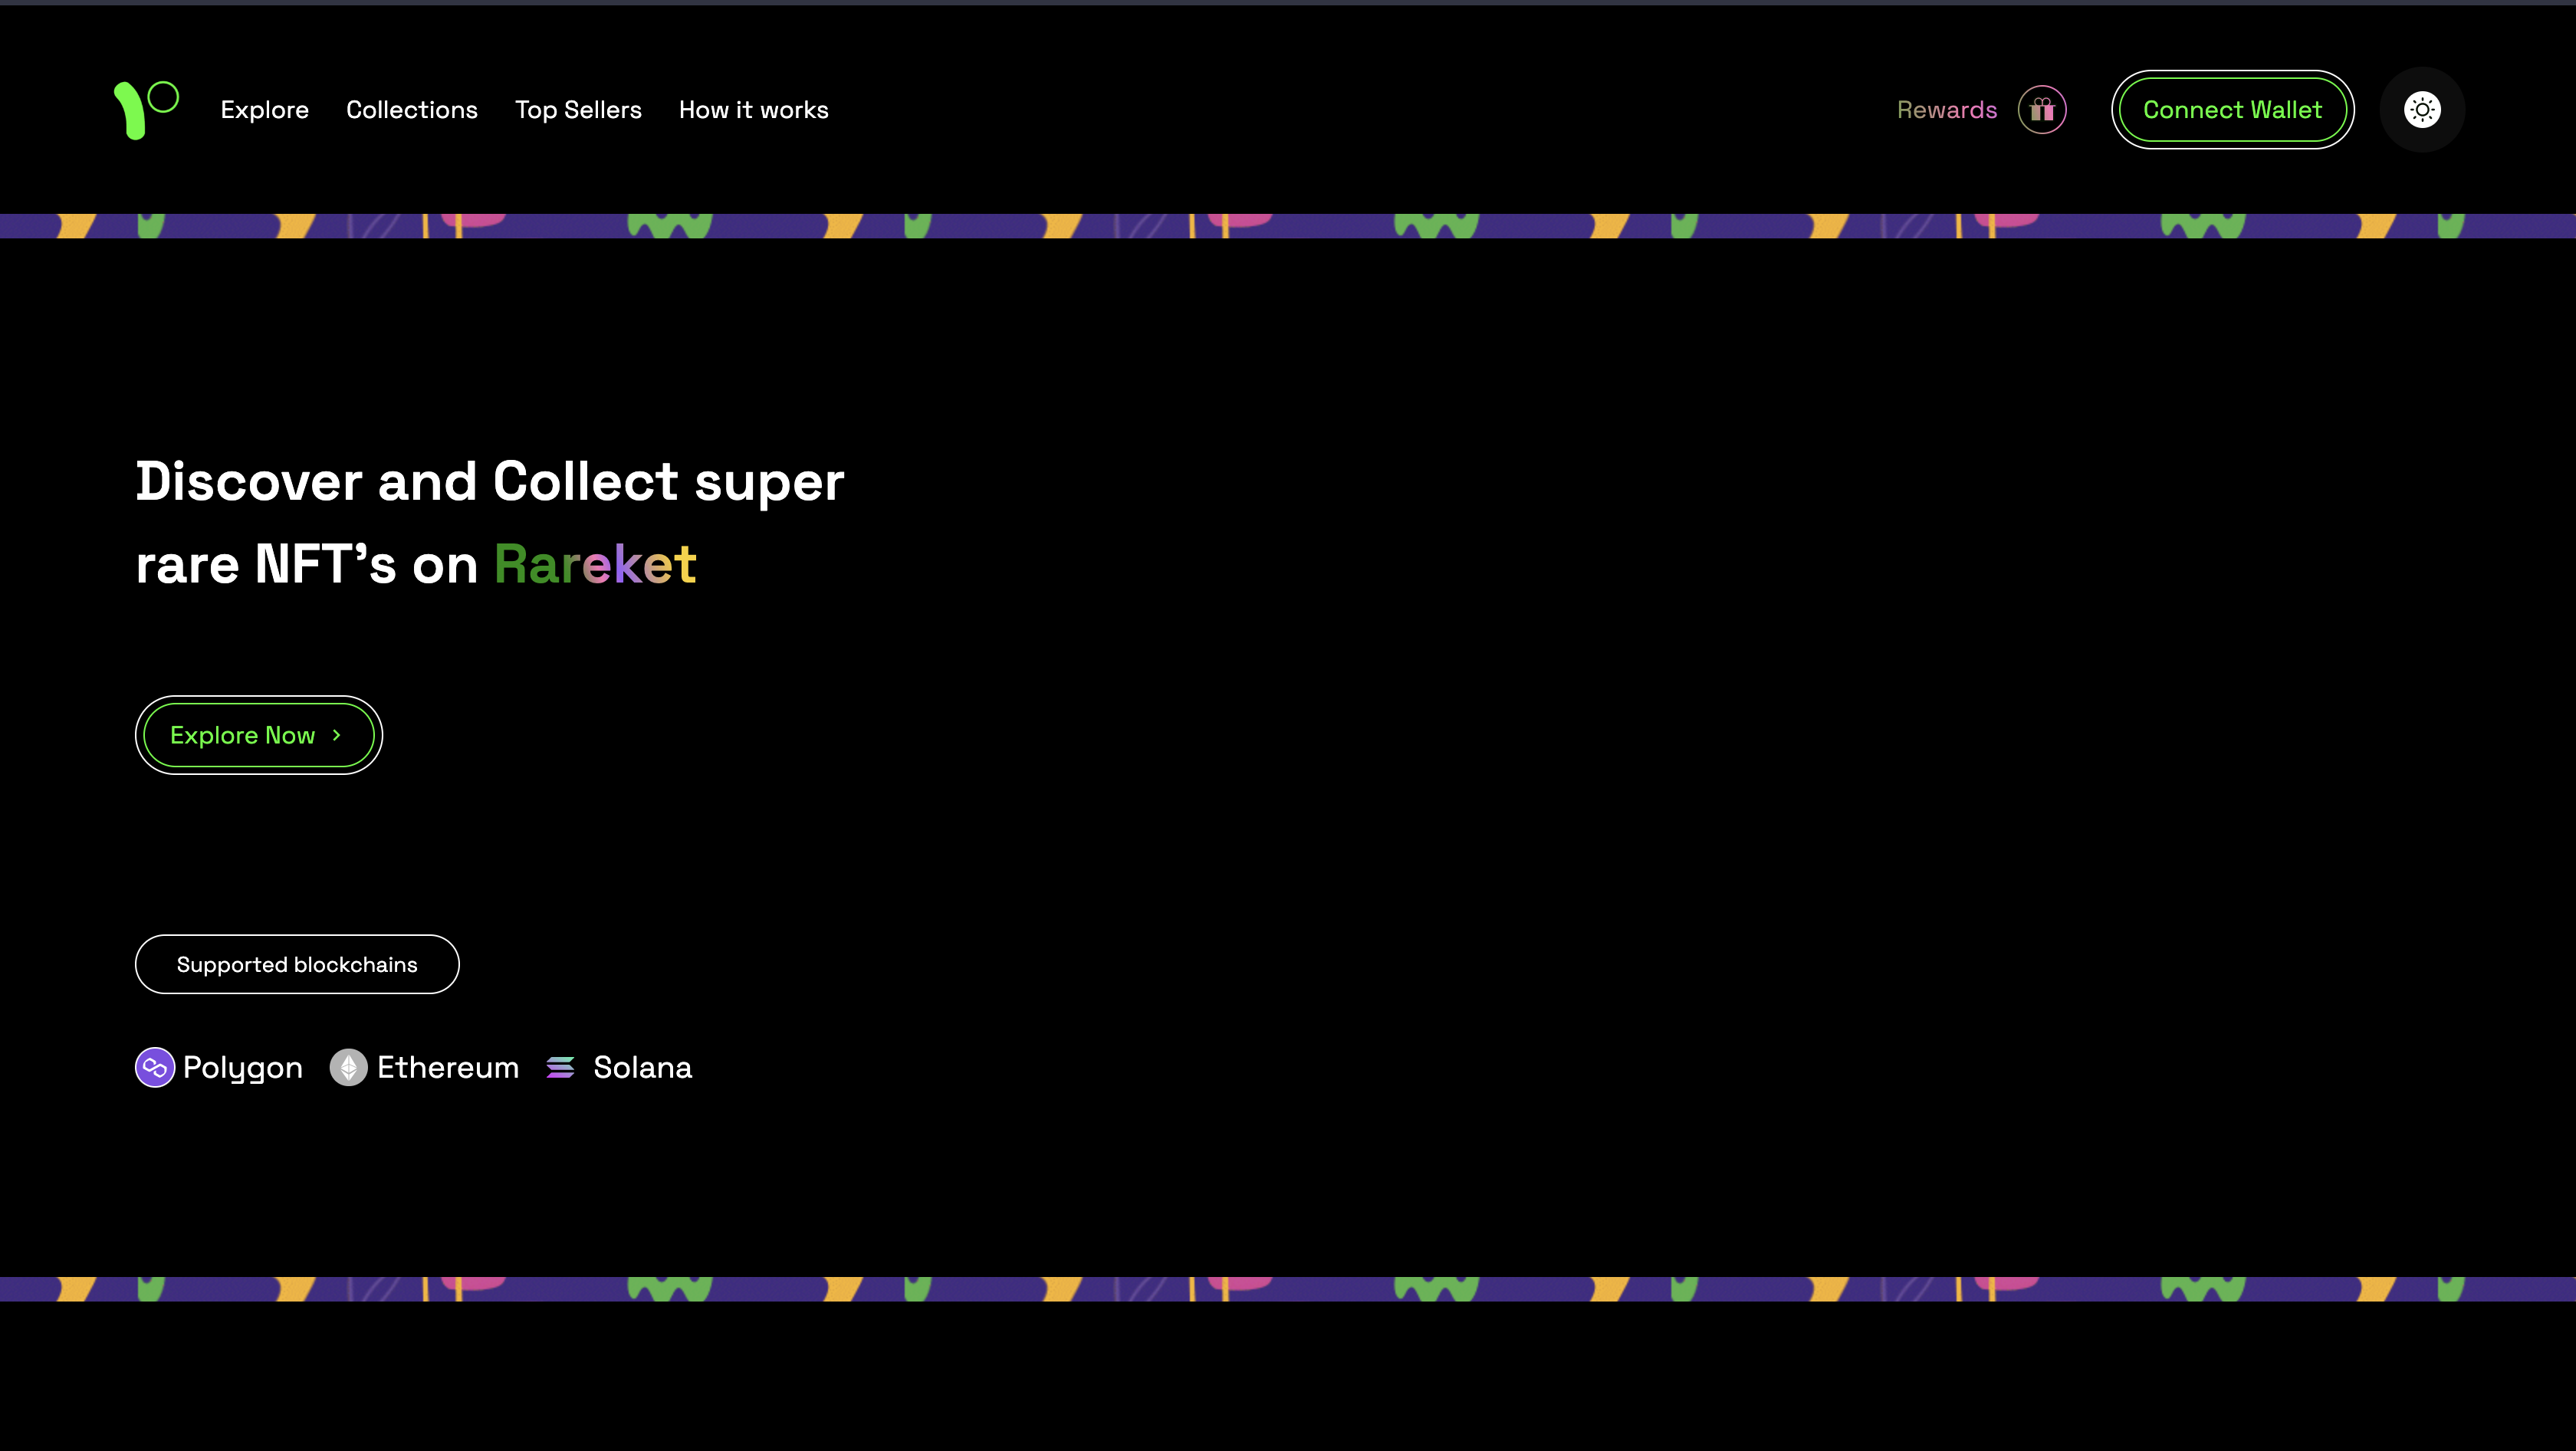 Explore Collections Top Sellers How it works Rewards Connect Wallet
Discover and Collect super
rare NFT’s on Rareket
Explore Now
Supported blockchains
Polygon Ethereum Solana